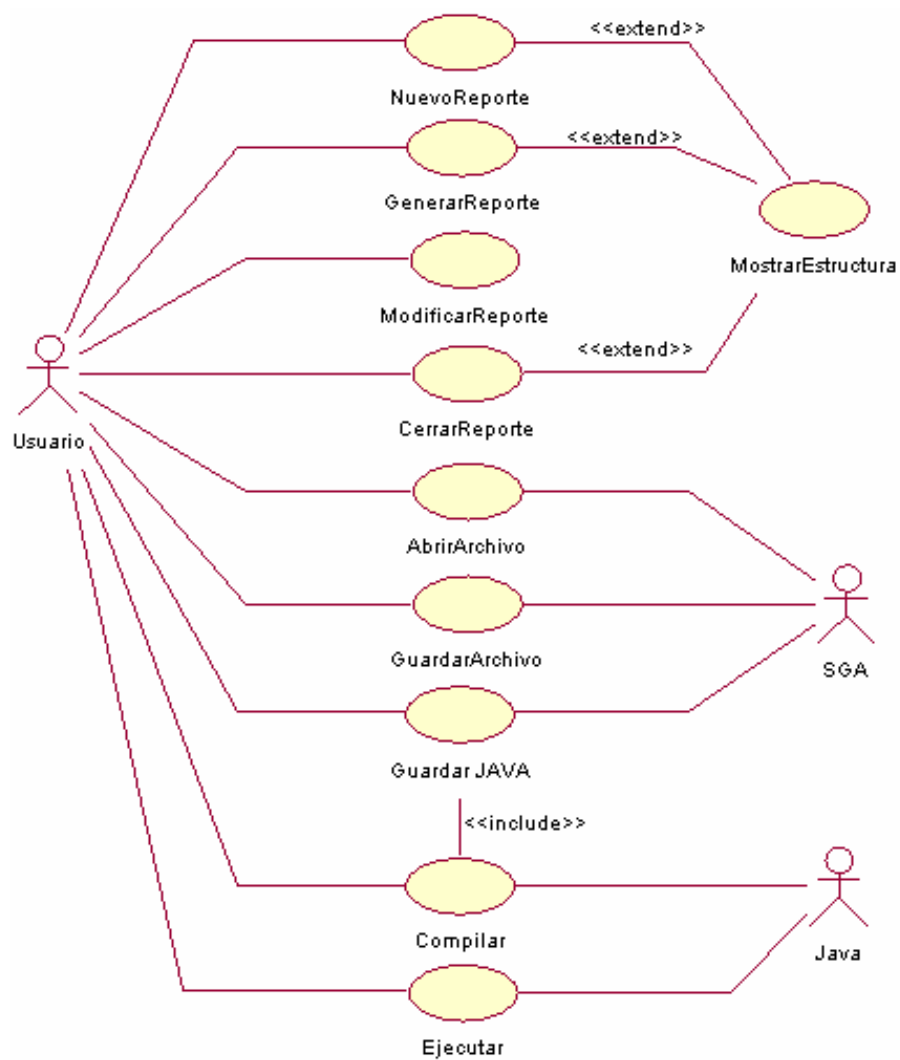 <<extend>>
NuevoReporte
<<extend>>
GenerarReporte
MostrarEstructura
ModificarReporte
<<extend>>
CerrarReporte
Usuario
AbrirArchivo
GuardarArchivo
SGA
Guardar JAVA
<<include>>
Compilar
Java
Ejecutar